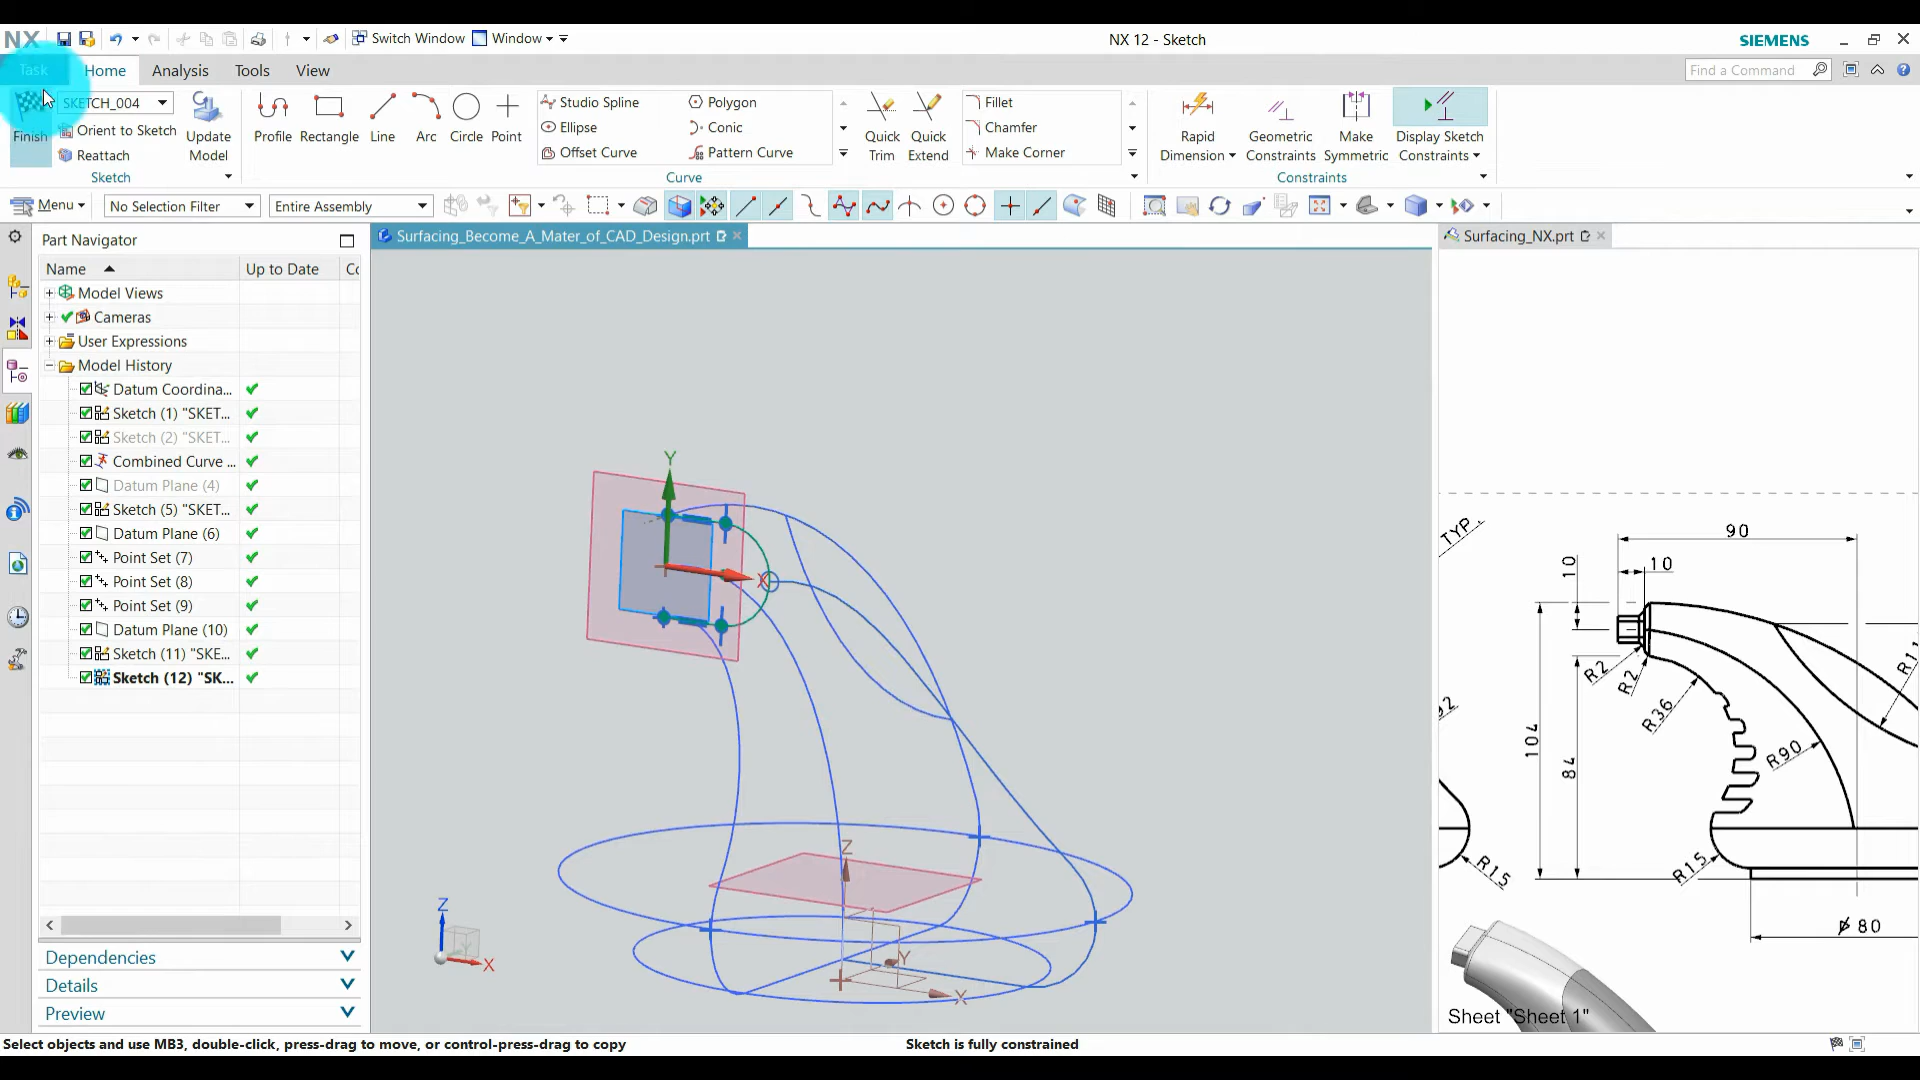 NX
Switch Window
Window
NX 12 - Sketch
SIEMENS
Task
Home
Analysis
Tools
View
Find a Command
Finish
SKETCH_004
Orient to Sketch
Reattach
Update Model
Sketch
Profile
Rectangle
Line
Arc
Circle
Point
Studio Spline
Ellipse
Offset Curve
Polygon
Conic
Pattern Curve
Quick Trim
Quick Extend
Fillet
Chamfer
Make Corner
Curve
Rapid Dimension
Geometric Constraints
Make Symmetric
Display Sketch Constraints
Constraints
Menu
No Selection Filter
Entire Assembly
Part Navigator
Surfacing_Become_A_Mater_of_CAD_Design.prt
Surfacing_NX.prt
Name
Up to Date
Cc
Model Views
Cameras
User Expressions
Model History
Datum Coordina...
Sketch (1) "SKET...
Sketch (2) "SKET...
Combined Curve ...
Datum Plane (4)
Sketch (5) "SKET...
Datum Plane (6)
Point Set (7)
Point Set (8)
Point Set (9)
Datum Plane (10)
Sketch (11) "SKE...
Sketch (12) "SK...
Dependencies
Details
Preview
Y
X
Z
Y
X
Z
X
TYP.
90
10
10
R2
R2
R36
R11
R90
104
84
R15
R15
ø 80
Sheet "Sheet 1"
Select objects and use MB3, double-click, press-drag to move, or control-press-drag to copy
Sketch is fully constrained